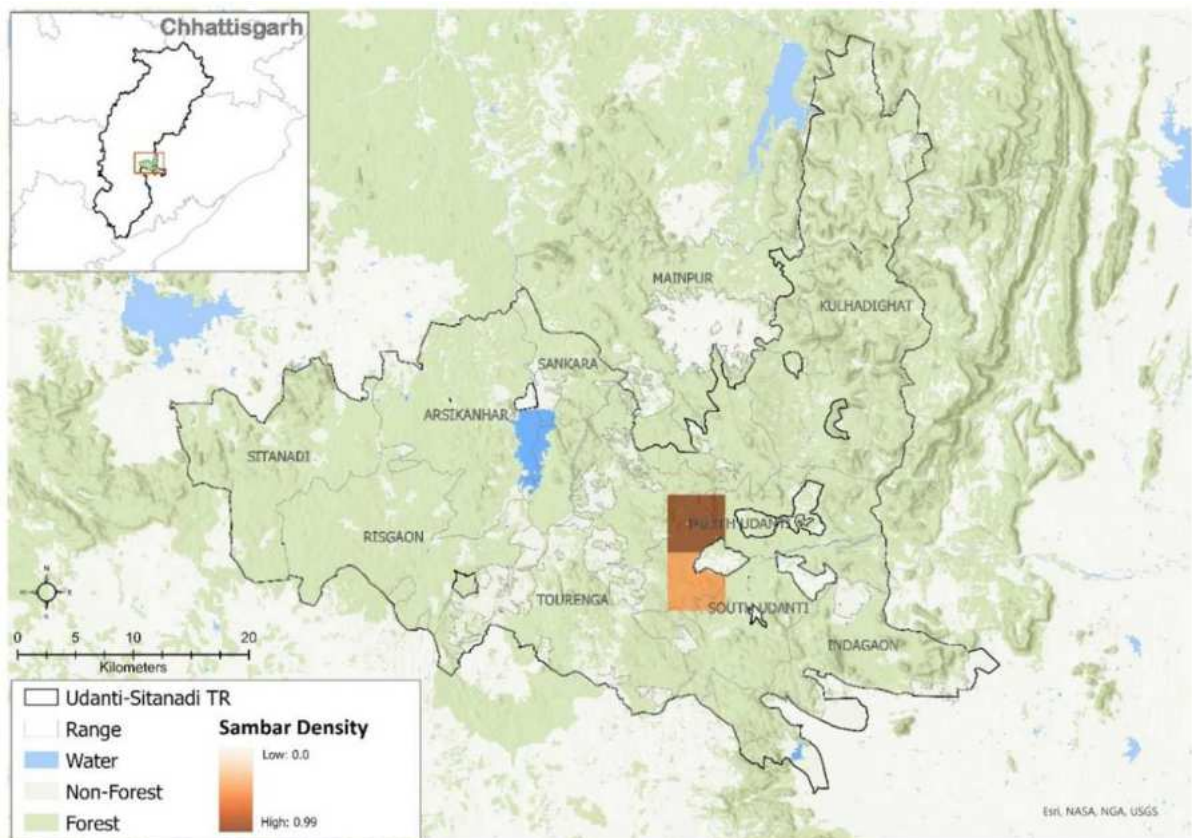 Chhattisgarh
MAINPUR
KULHADIGHAT
SANKARA
ARSIKANHAR
SITANADI
RISGAON
UDANTI
TOURENGA
SOUTH UDANTI
INDAGAON
N
0 5 10 20
Kilometers
Udanti-Sitanadi TR
Range
Water
Non-Forest
Forest
Sambar Density
Low: 0.0
High: 0.99
Esri, NASA, NGA, USGS